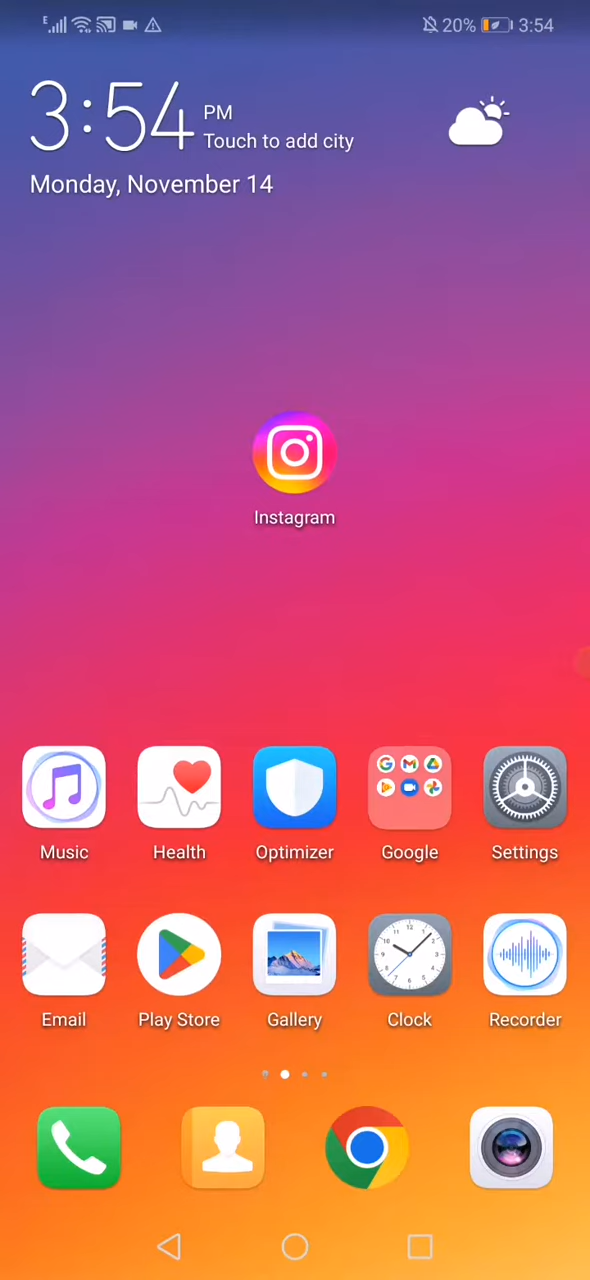 E 20% 3:54
3:54 PM
Touch to add city
Monday, November 14
Instagram
Music Health Optimizer Google Settings
Email Play Store Gallery Clock Recorder